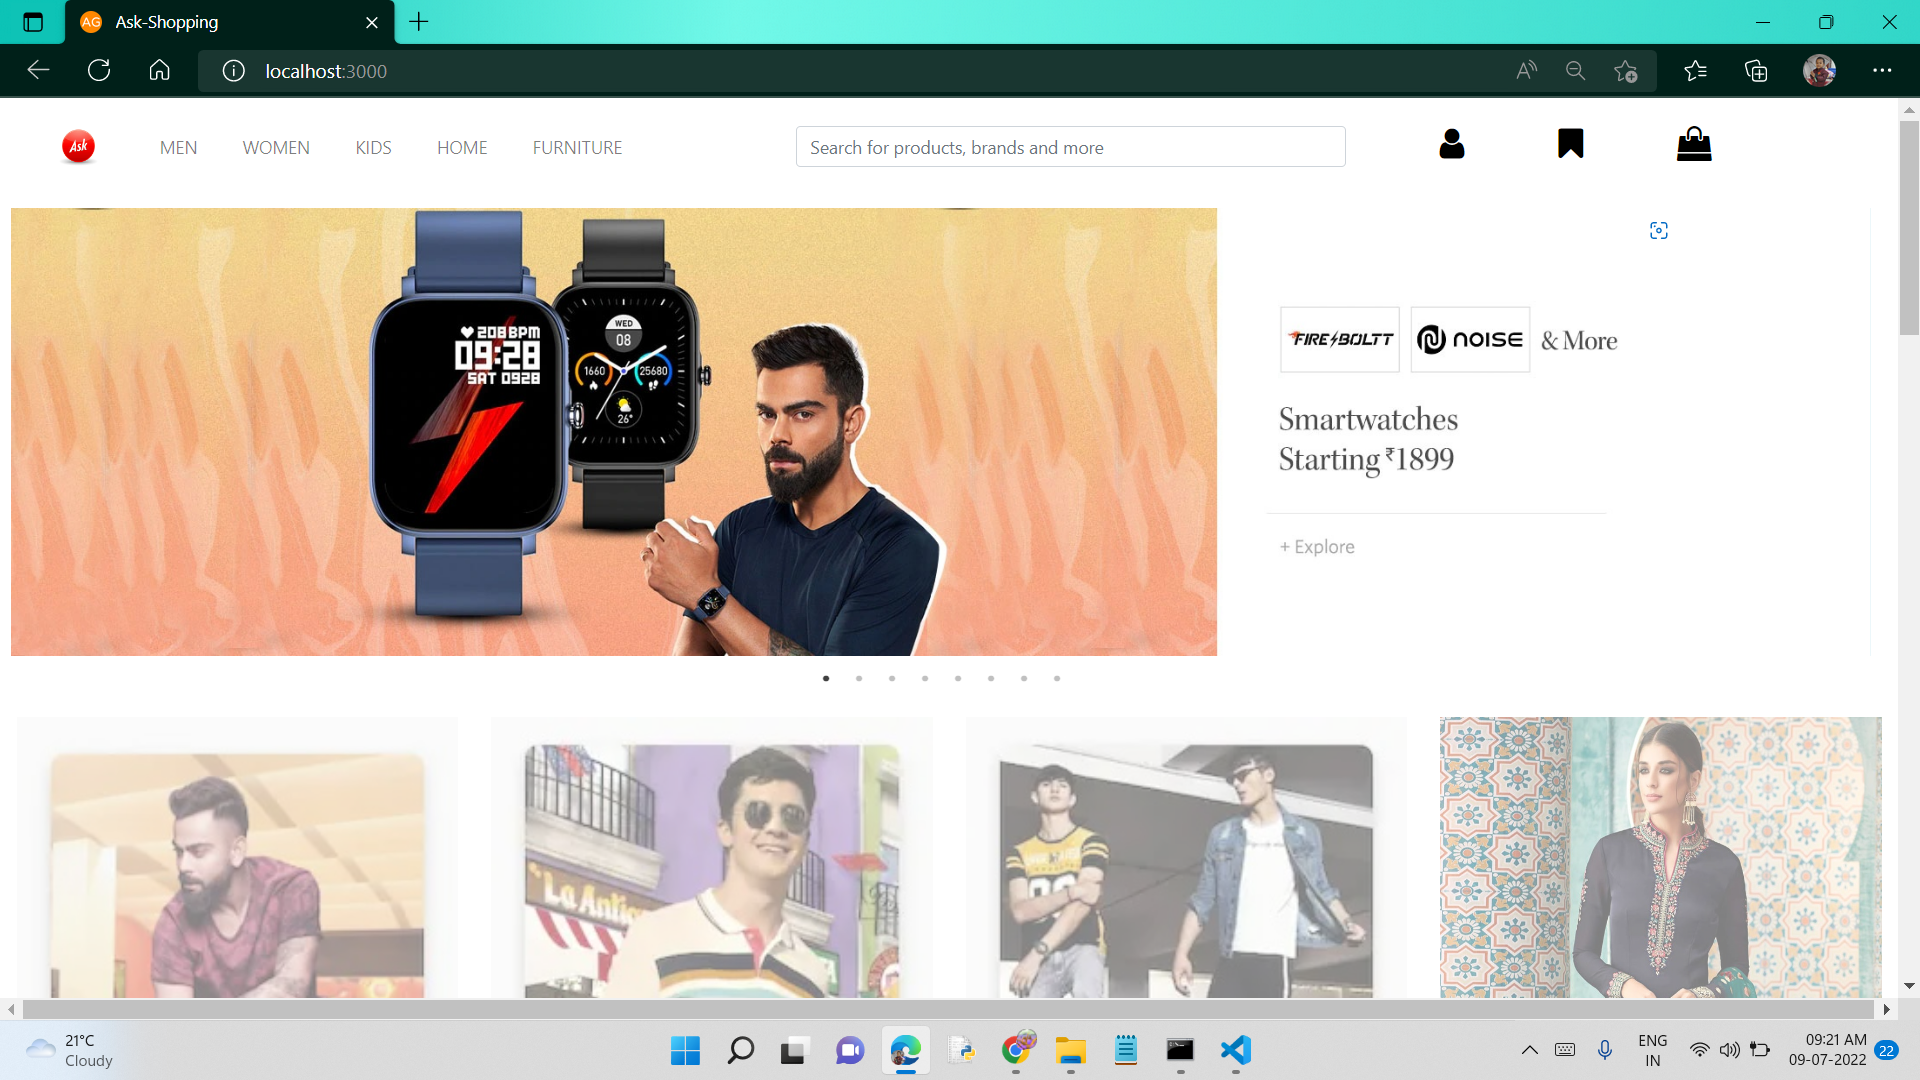 AG Ask-Shopping
localhost:3000
Ask
MEN WOMEN KIDS HOME FURNITURE
Search for products, brands and more
208BPM
09:28
SAT 0928
WED
08
1660
25680
26°
FIRE BOLTT
NOISE
& More
Smartwatches
Starting ₹1899
+ Explore
La Antig
21°C
Cloudy
ENG
IN
09:21 AM
09-07-2022
22